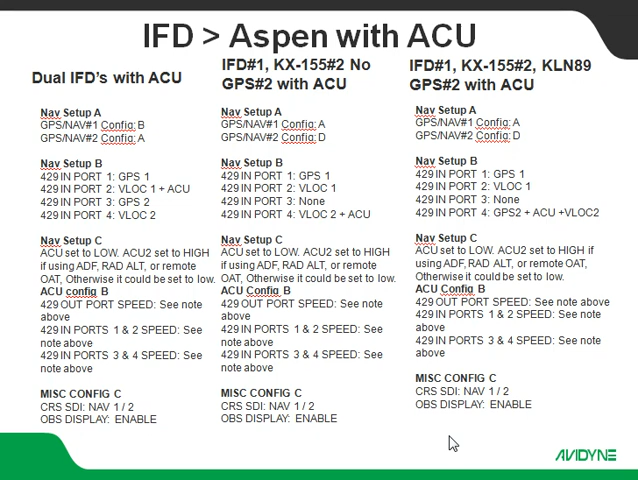 IFD > Aspen with ACU
Dual IFD's with ACU
Nav Setup A
GPS/NAV#1 Config: B
GPS/NAV#2 Config: A
Nav Setup B
429 IN PORT 1: GPS 1
429 IN PORT 2: VLOC 1 + ACU
429 IN PORT 3: GPS 2
429 IN PORT 4: VLOC 2
Nav Setup C
ACU set to LOW. ACU2 set to HIGH
if using ADF, RAD ALT, or remote
OAT, Otherwise it could be set to low.
ACU config B
429 OUT PORT SPEED: See note
above
429 IN PORTS 1 & 2 SPEED: See
note above
429 IN PORTS 3 & 4 SPEED: See
note above
MISC CONFIG C
CRS SDI: NAV 1 / 2
OBS DISPLAY: ENABLE
IFD#1, KX-155#2 No
GPS#2 with ACU
Nav Setup A
GPS/NAV#1 Config: A
GPS/NAV#2 Config: D
Nav Setup B
429 IN PORT 1: GPS 1
429 IN PORT 2: VLOC 1
429 IN PORT 3: None
429 IN PORT 4: VLOC 2 + ACU
Nav Setup C
ACU set to LOW. ACU2 set to HIGH
if using ADF, RAD ALT, or remote
OAT, Otherwise it could be set to low.
ACU Config B
429 OUT PORT SPEED: See note
above
429 IN PORTS 1 & 2 SPEED: See
note above
429 IN PORTS 3 & 4 SPEED: See
note above
MISC CONFIG C
CRS SDI: NAV 1 / 2
OBS DISPLAY: ENABLE
IFD#1, KX-155#2, KLN89
GPS#2 with ACU
Nav Setup A
GPS/NAV#1 Config: A
GPS/NAV#2 Config: D
Nav Setup B
429 IN PORT 1: GPS 1
429 IN PORT 2: VLOC 1
429 IN PORT 3: None
429 IN PORT 4: GPS2 + ACU +VLOC2
Nav Setup C
ACU set to LOW. ACU2 set to HIGH if
using ADF, RAD ALT, or remote OAT,
Otherwise it could be set to low.
ACU Config B
429 OUT PORT SPEED: See note above
429 IN PORTS 1 & 2 SPEED: See note
above
429 IN PORTS 3 & 4 SPEED: See note
above
MISC CONFIG C
CRS SDI: NAV 1 / 2
OBS DISPLAY: ENABLE
AVIDYNE